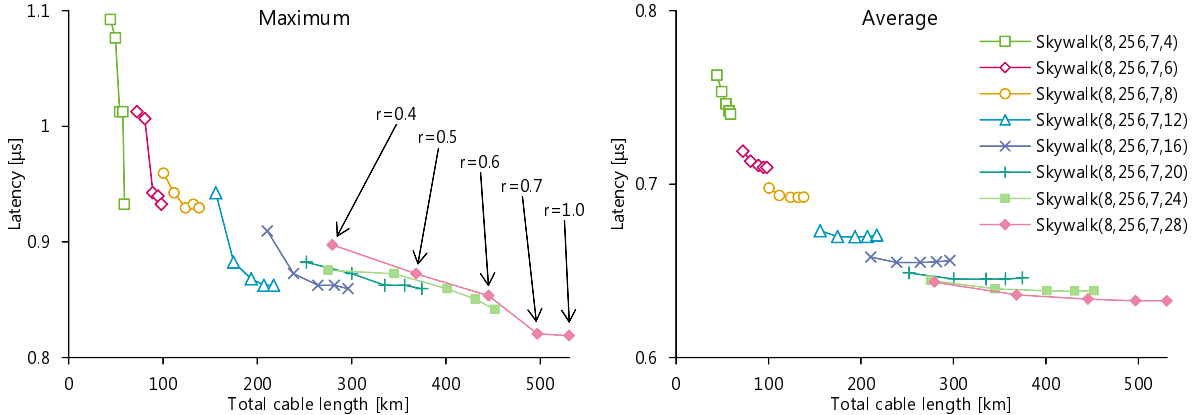 Maximum
1.1
1
0.9
0.8
Latency [µs]
0
100
200
300
400
500
Total cable length [km]
r=0.4
r=0.5
r=0.6
r=0.7
r=1.0
Average
0.8
0.7
0.6
Latency [µs]
0
100
200
300
400
500
Total cable length [km]
Skywalk(8,256,7,4)
Skywalk(8,256,7,6)
Skywalk(8,256,7,8)
Skywalk(8,256,7,12)
Skywalk(8,256,7,16)
Skywalk(8,256,7,20)
Skywalk(8,256,7,24)
Skywalk(8,256,7,28)